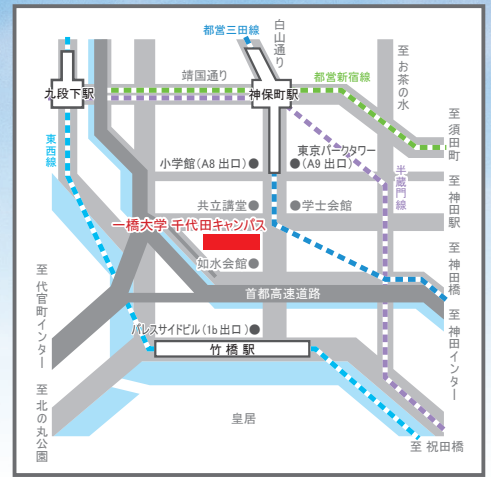 都営三田線
白山通り
靖国通り
都営新宿線
至 お茶の水
九段下駅
神保町駅
至 須田町
東西線
小学館(A8 出口)
東京パークタワー
(A9 出口)
半蔵門線
至 神田駅
共立講堂
学士会館
一橋大学 千代田キャンパス
如水会館
至 神田橋
至 代官町インター
首都高速道路
至 神田インター
パレスサイドビル(1b 出口)
竹橋駅
至 北の丸公園
皇居
至 祝田橋